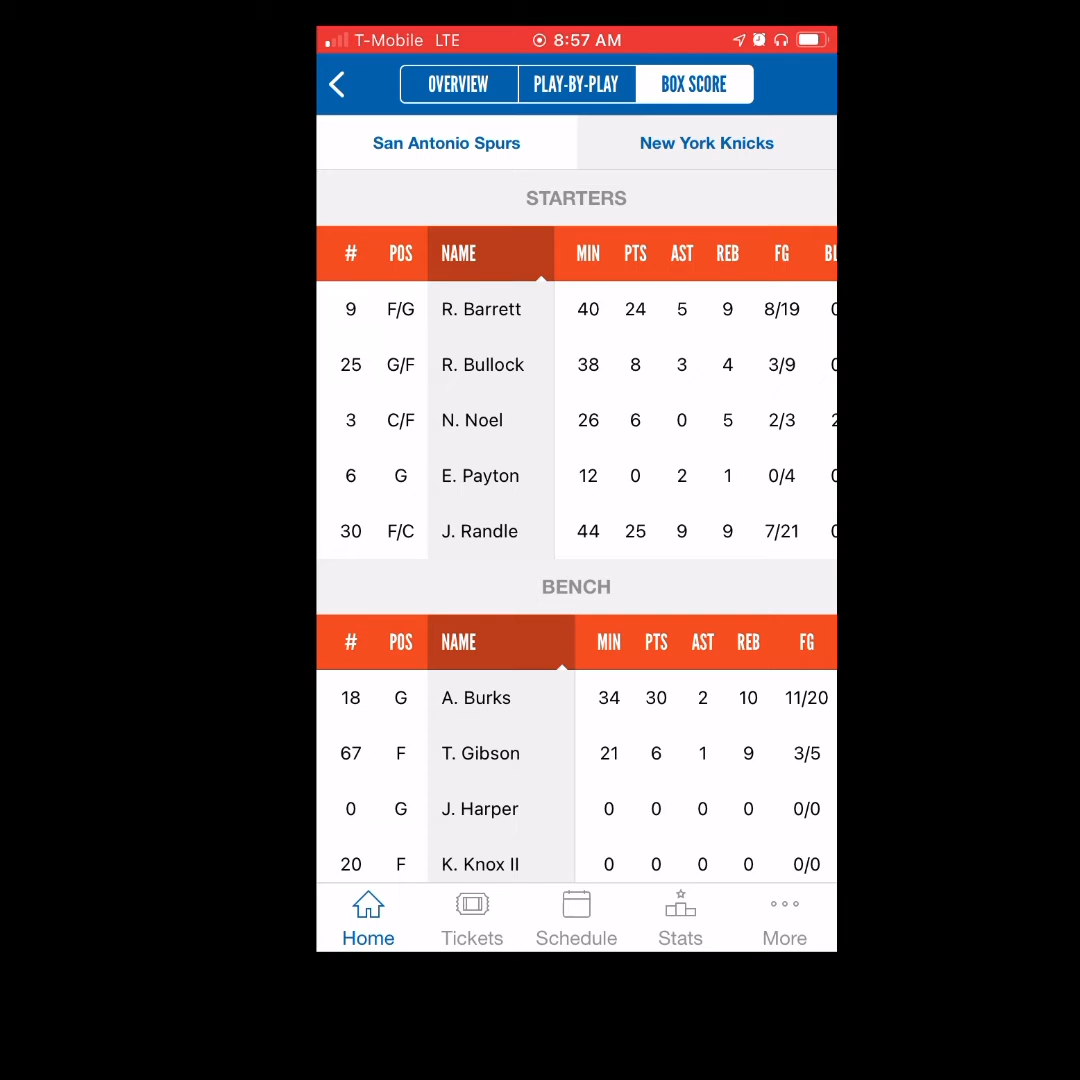 T-Mobile LTE 8:57 AM
OVERVIEW PLAY-BY-PLAY BOX SCORE
San Antonio Spurs New York Knicks
STARTERS
# POS NAME MIN PTS AST REB FG
9 F/G R. Barrett 40 24 5 9 8/19
25 G/F R. Bullock 38 8 3 4 3/9
3 C/F N. Noel 26 6 0 5 2/3
6 G E. Payton 12 0 2 1 0/4
30 F/C J. Randle 44 25 9 9 7/21
BENCH
# POS NAME MIN PTS AST REB FG
18 G A. Burks 34 30 2 10 11/20
67 F T. Gibson 21 6 1 9 3/5
0 G J. Harper 0 0 0 0 0/0
20 F K. Knox II 0 0 0 0 0/0
Home Tickets Schedule Stats More